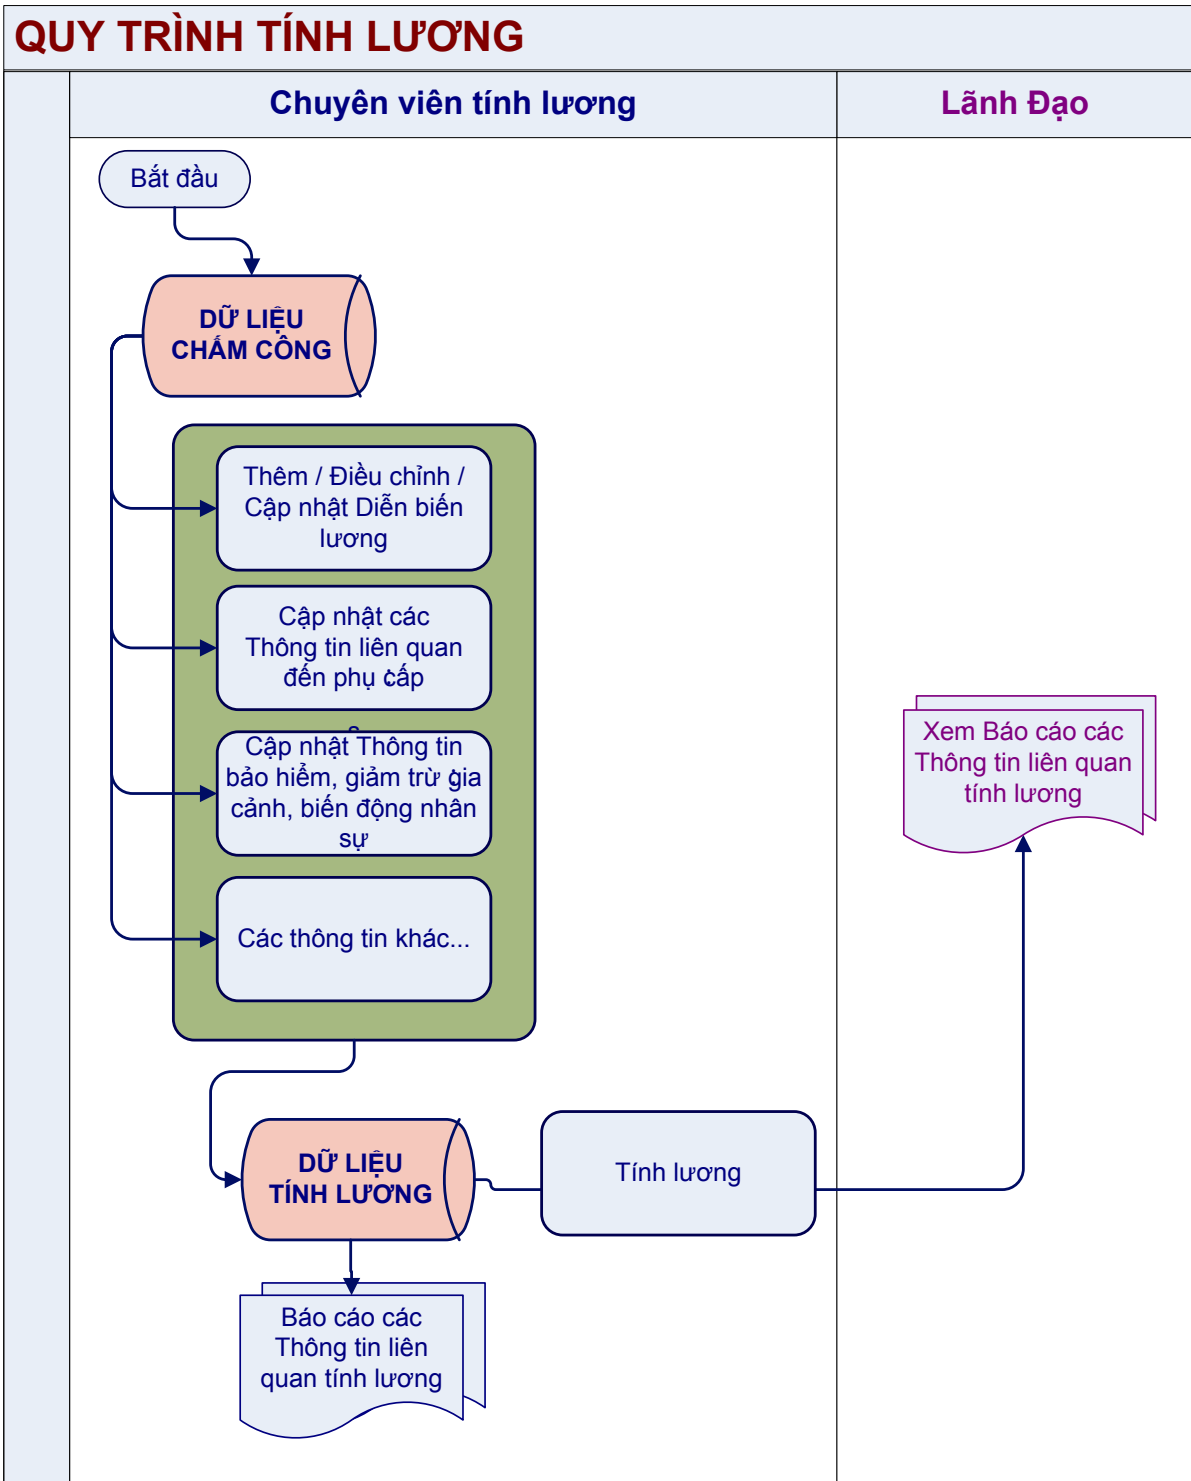 QUY TRÌNH TÍNH LƯƠNG
Chuyên viên tính lương
Lãnh Đạo
Bắt đầu
DỮ LIỆU
CHẤM CÔNG
Thêm / Điều chỉnh /
Cập nhật Diễn biến
lương
Cập nhật các
Thông tin liên quan
đến phụ cấp
Cập nhật Thông tin
bảo hiểm, giảm trừ gia
cảnh, biến động nhân
sự
Các thông tin khác...
Xem Báo cáo các
Thông tin liên quan
tính lương
DỮ LIỆU
TÍNH LƯƠNG
Tính lương
Báo cáo các
Thông tin liên
quan tính lương